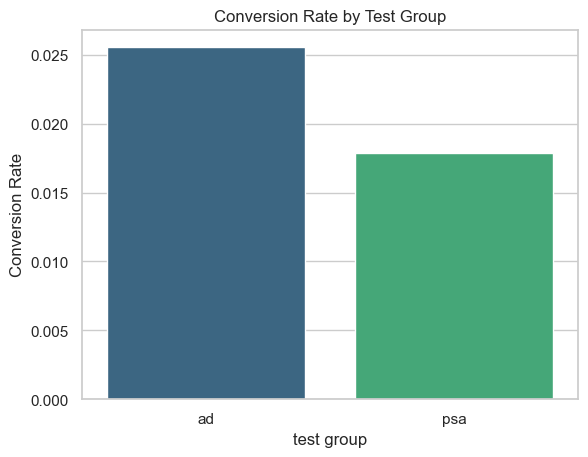 Conversion Rate by Test Group
0.025
0.020
0.015
0.010
0.005
0.000
Conversion Rate
ad
psa
test group